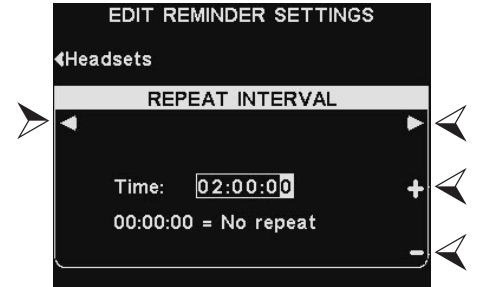 EDIT REMINDER SETTINGS
Headsets
REPEAT INTERVAL
Time: 02:00:00
+
00:00:00 = No repeat
-